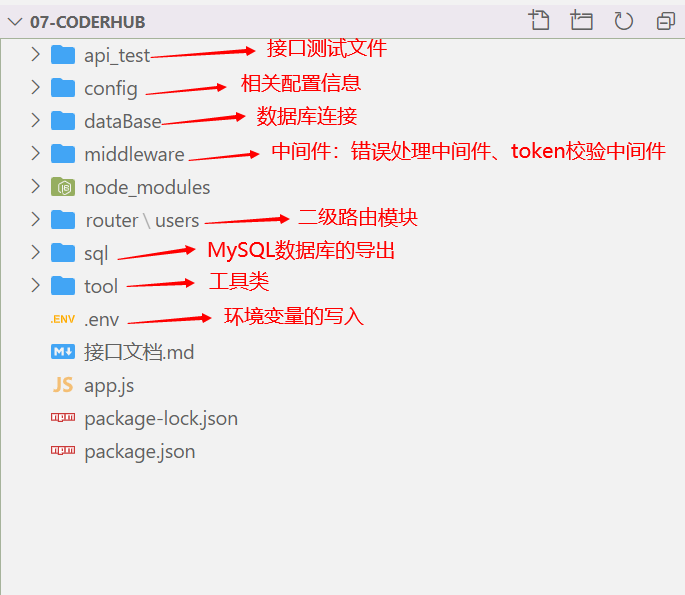 07-CODERHUB
api_test 接口测试文件
config 相关配置信息
dataBase 数据库连接
middleware 中间件：错误处理中间件、token校验中间件
node_modules
router\users 二级路由模块
sql MySQL数据库的导出
tool 工具类
.ENV .env 环境变量的写入
M 接口文档.md
JS app.js
package-lock.json
package.json